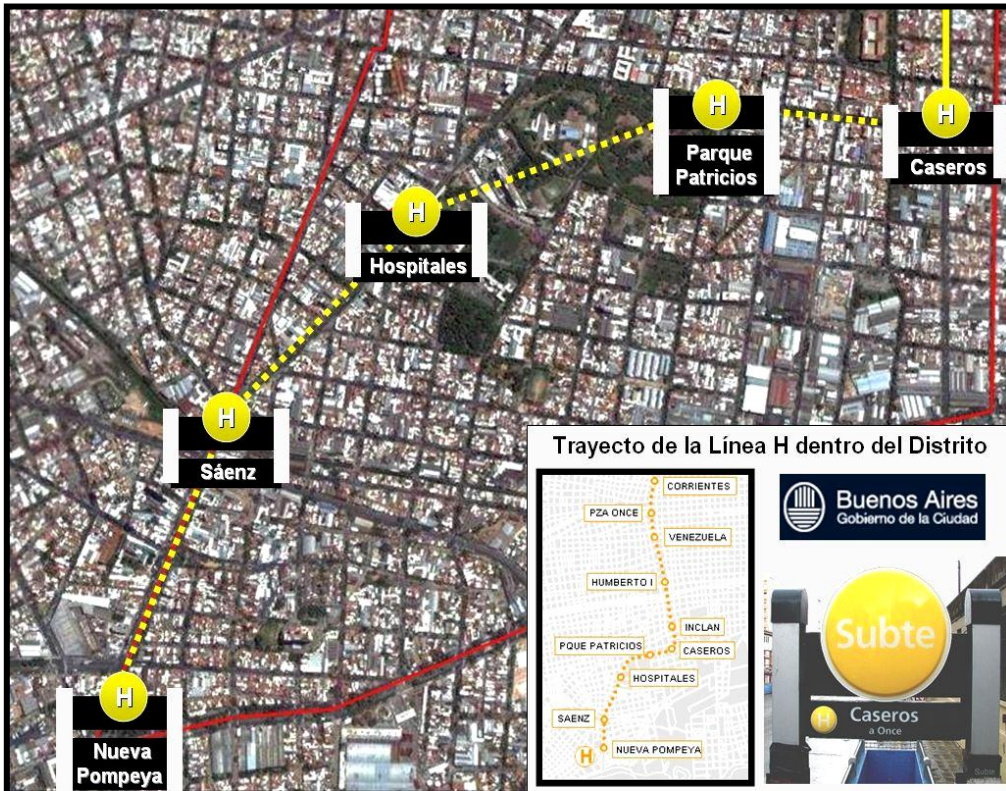 H
Parque
Patricios
H
Caseros
H
Hospitales
H
Sáenz
H
Nueva
Pompeya
Trayecto de la Línea H dentro del Distrito
CORRIENTES
PZA ONCE
VENEZUELA
HUMBERTO I
INCLAN
PQUE PATRICIOS
CASEROS
HOSPITALES
SAENZ
NUEVA POMPEYA
H
Buenos Aires
Gobierno de la Ciudad
Subte
H
Caseros
a Once
Subte